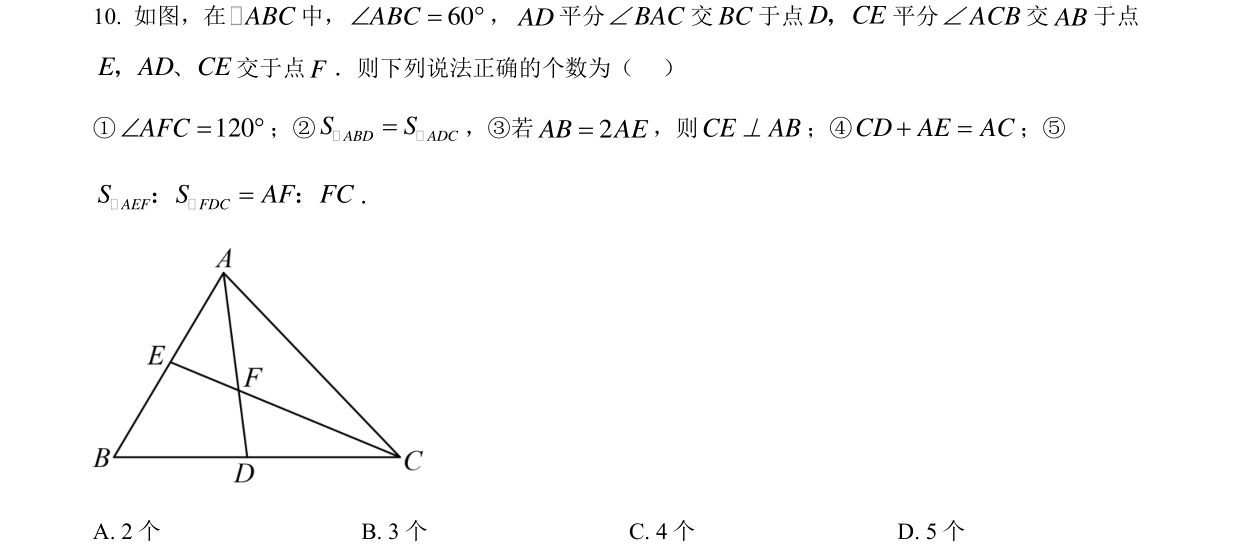 10. 如图，在□ABC中，∠ABC=60°，AD平分∠BAC交BC于点D，CE平分∠ACB交AB于点
E，AD、CE交于点F．则下列说法正确的个数为（　）
①∠AFC=120°；②S□ABD=S□ADC，③若AB=2AE，则CE⊥AB；④CD+AE=AC；⑤
S□AEF：S□FDC=AF：FC．
A
E
F
B
D
C
A. 2个 B. 3个 C. 4个 D. 5个